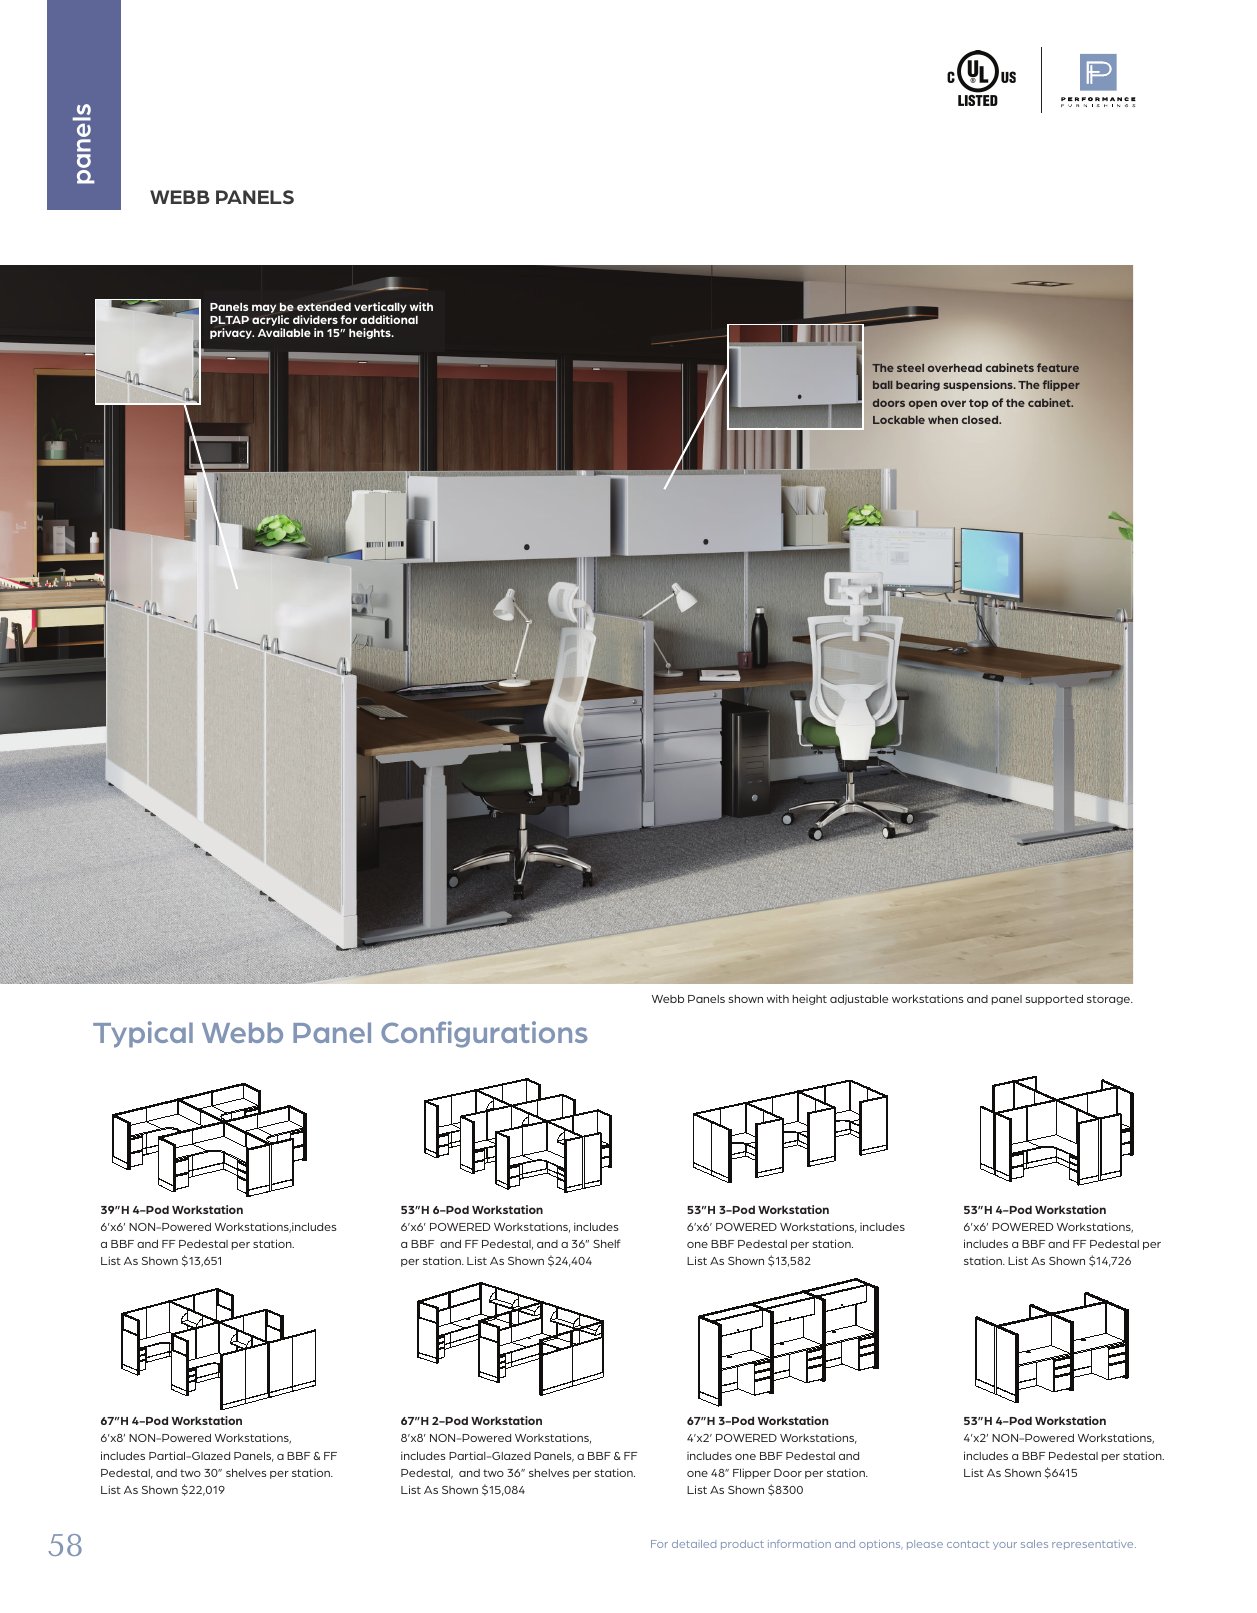 panels
C UL US
®
LISTED
PERFORMANCE
FURNISHINGS
WEBB PANELS
Panels may be extended vertically with
PLTAP acrylic dividers for additional
privacy. Available in 15” heights.
The steel overhead cabinets feature
ball bearing suspensions. The flipper
doors open over top of the cabinet.
Lockable when closed.
Webb Panels shown with height adjustable workstations and panel supported storage.
Typical Webb Panel Configurations
39”H 4-Pod Workstation
6’x6’ NON-Powered Workstations,includes
a BBF and FF Pedestal per station.
List As Shown $13,651
53”H 6-Pod Workstation
6’x6’ POWERED Workstations, includes
a BBF  and FF Pedestal, and a 36” Shelf
per station. List As Shown $24,404
53”H 3-Pod Workstation
6’x6’ POWERED Workstations, includes
one BBF Pedestal per station.
List As Shown $13,582
53”H 4-Pod Workstation
6’x6’ POWERED Workstations,
includes a BBF and FF Pedestal per
station. List As Shown $14,726
67”H 4-Pod Workstation
6’x8’ NON-Powered Workstations,
includes Partial-Glazed Panels, a BBF & FF
Pedestal, and two 30” shelves per station.
List As Shown $22,019
67”H 2-Pod Workstation
8’x8’ NON-Powered Workstations,
includes Partial-Glazed Panels, a BBF & FF
Pedestal,  and two 36” shelves per station.
List As Shown $15,084
67”H 3-Pod Workstation
4’x2’ POWERED Workstations,
includes one BBF Pedestal and
one 48” Flipper Door per station.
List As Shown $8300
53”H 4-Pod Workstation
4’x2’ NON-Powered Workstations,
includes a BBF Pedestal per station.
List As Shown $6415
58
For detailed product information and options, please contact your sales representative.